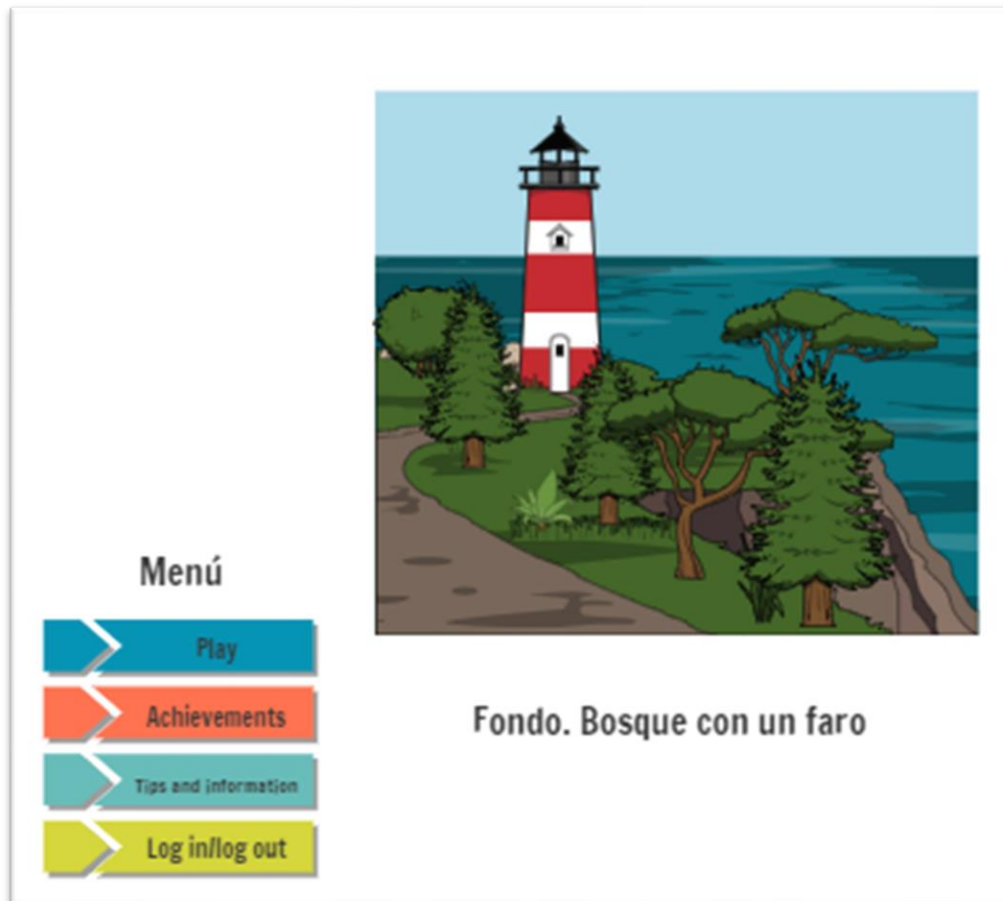 Menú
Play
Achievements
Tips and information
Log in/log out
Fondo. Bosque con un faro